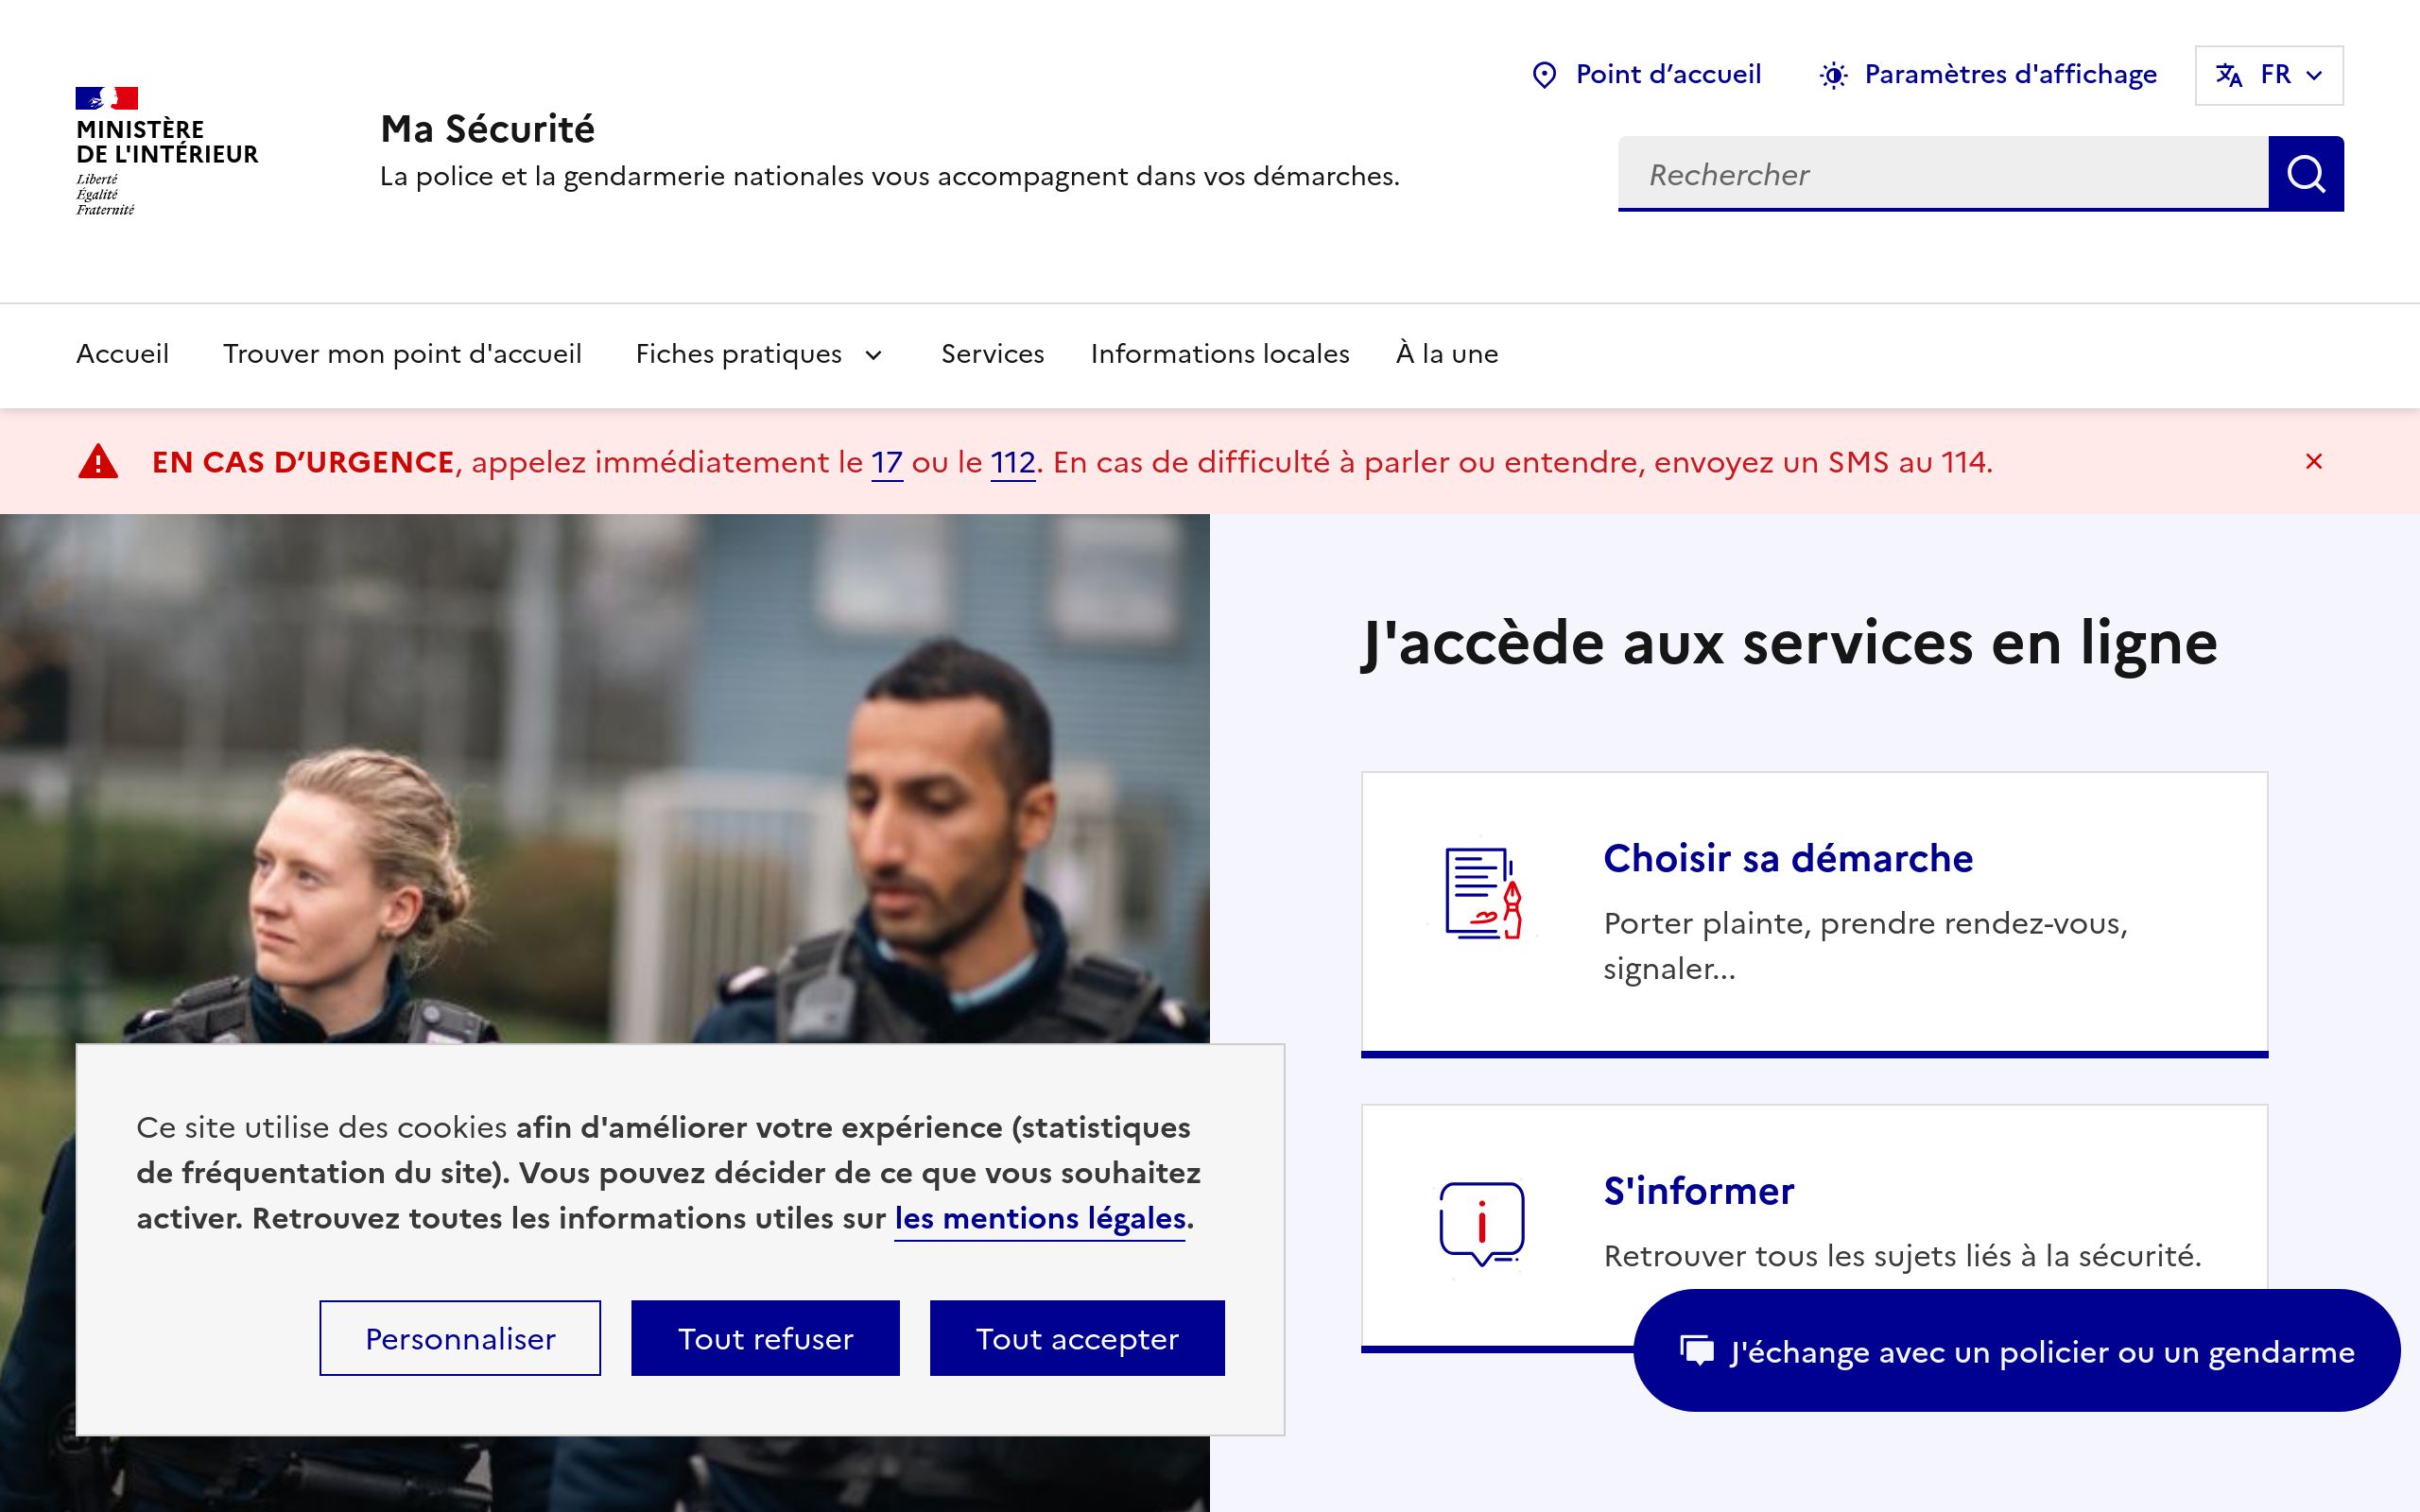 MINISTÈRE
DE L'INTÉRIEUR
Liberté
Égalité
Fraternité
Ma Sécurité
La police et la gendarmerie nationales vous accompagnent dans vos démarches.
Point d’accueil
Paramètres d'affichage
FR
Rechercher
Accueil
Trouver mon point d'accueil
Fiches pratiques
Services
Informations locales
À la une
EN CAS D’URGENCE, appelez immédiatement le 17 ou le 112. En cas de difficulté à parler ou entendre, envoyez un SMS au 114.
J'accède aux services en ligne
Choisir sa démarche
Porter plainte, prendre rendez-vous,
signaler...
S'informer
Retrouver tous les sujets liés à la sécurité.
Ce site utilise des cookies afin d'améliorer votre expérience (statistiques
de fréquentation du site). Vous pouvez décider de ce que vous souhaitez
activer. Retrouvez toutes les informations utiles sur les mentions légales.
Personnaliser
Tout refuser
Tout accepter
J'échange avec un policier ou un gendarme